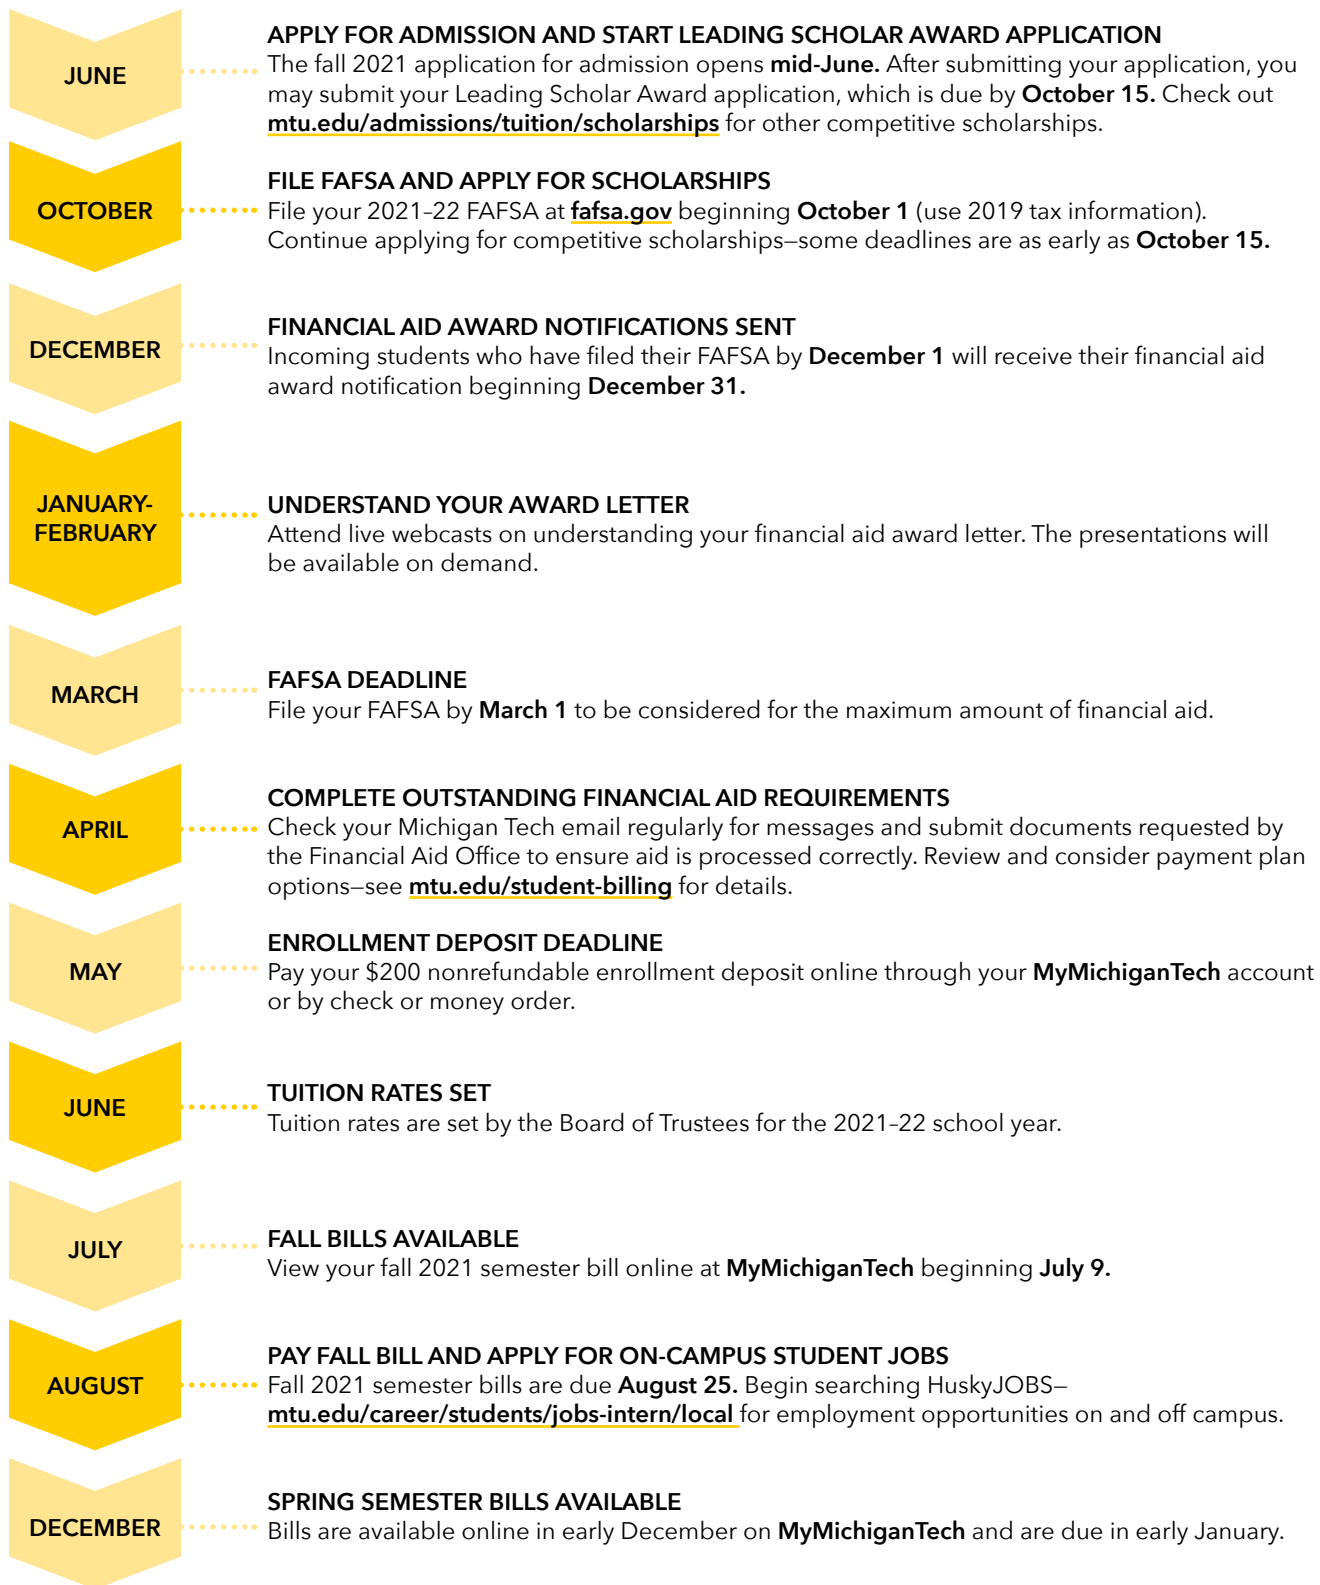 JUNE
APPLY FOR ADMISSION AND START LEADING SCHOLAR AWARD APPLICATION
The fall 2021 application for admission opens mid-June. After submitting your application, you
may submit your Leading Scholar Award application, which is due by October 15. Check out
mtu.edu/admissions/tuition/scholarships for other competitive scholarships.
OCTOBER
FILE FAFSA AND APPLY FOR SCHOLARSHIPS
File your 2021–22 FAFSA at fafsa.gov beginning October 1 (use 2019 tax information).
Continue applying for competitive scholarships—some deadlines are as early as October 15.
DECEMBER
FINANCIAL AID AWARD NOTIFICATIONS SENT
Incoming students who have filed their FAFSA by December 1 will receive their financial aid
award notification beginning December 31.
JANUARY-
FEBRUARY
UNDERSTAND YOUR AWARD LETTER
Attend live webcasts on understanding your financial aid award letter. The presentations will
be available on demand.
MARCH
FAFSA DEADLINE
File your FAFSA by March 1 to be considered for the maximum amount of financial aid.
APRIL
COMPLETE OUTSTANDING FINANCIAL AID REQUIREMENTS
Check your Michigan Tech email regularly for messages and submit documents requested by
the Financial Aid Office to ensure aid is processed correctly. Review and consider payment plan
options—see mtu.edu/student-billing for details.
MAY
ENROLLMENT DEPOSIT DEADLINE
Pay your $200 nonrefundable enrollment deposit online through your MyMichiganTech account
or by check or money order.
JUNE
TUITION RATES SET
Tuition rates are set by the Board of Trustees for the 2021–22 school year.
JULY
FALL BILLS AVAILABLE
View your fall 2021 semester bill online at MyMichiganTech beginning July 9.
AUGUST
PAY FALL BILL AND APPLY FOR ON-CAMPUS STUDENT JOBS
Fall 2021 semester bills are due August 25. Begin searching HuskyJOBS—
mtu.edu/career/students/jobs-intern/local for employment opportunities on and off campus.
DECEMBER
SPRING SEMESTER BILLS AVAILABLE
Bills are available online in early December on MyMichiganTech and are due in early January.